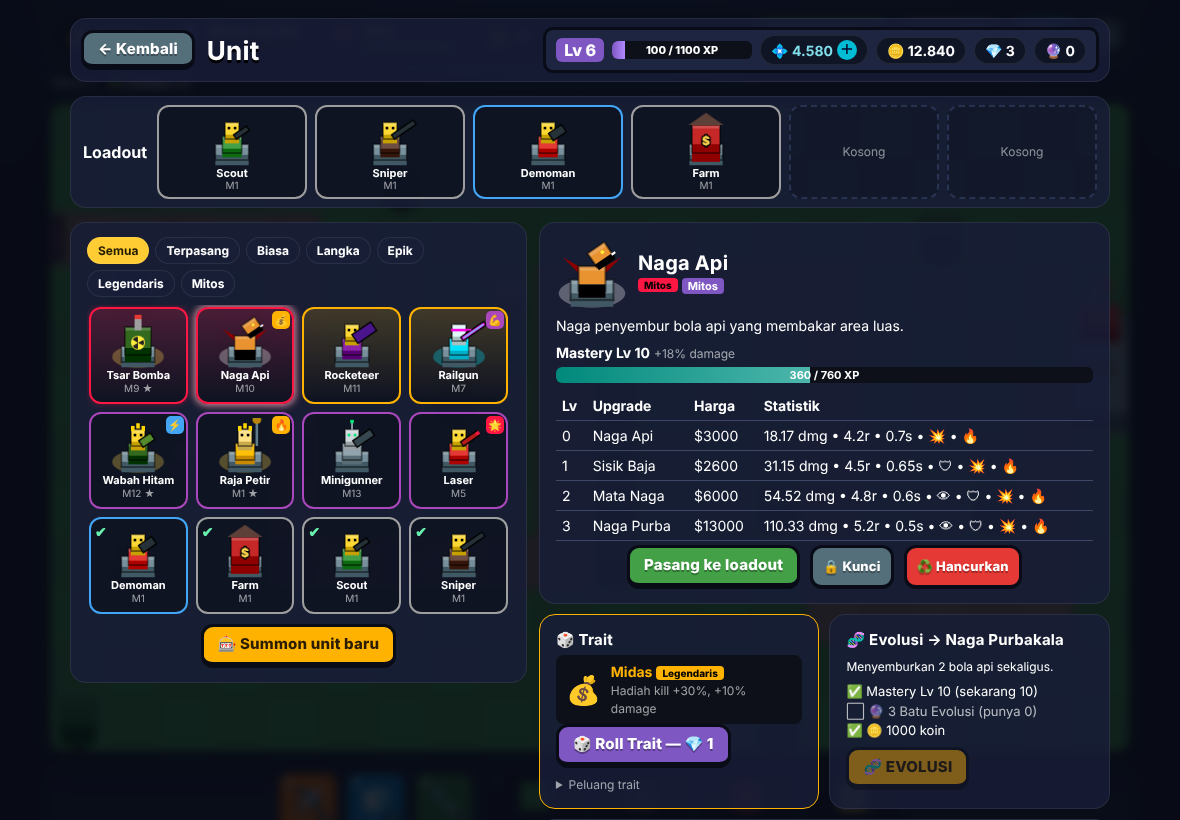 ← Kembali
Unit
Lv 6
100 / 1100 XP
4.580 +
12.840
3
0
Loadout
Scout
M1
Sniper
M1
Demoman
M1
Farm
M1
Kosong
Kosong
Semua
Terpasang
Biasa
Langka
Epik
Legendaris
Mitos
Tsar Bomba
M9 ★
Naga Api
M10
Rocketeer
M11
Railgun
M7
Wabah Hitam
M12 ★
Raja Petir
M1 ★
Minigunner
M13
Laser
M5
Demoman
M1
Farm
M1
Scout
M1
Sniper
M1
Summon unit baru
Naga Api
Mitos Mitos
Naga penyembur bola api yang membakar area luas.
Mastery Lv 10 +18% damage
360 / 760 XP
Lv Upgrade Harga Statistik
0 Naga Api $3000 18.17 dmg • 4.2r • 0.7s • 💥 • 🔥
1 Sisik Baja $2600 31.15 dmg • 4.5r • 0.65s • 🛡 • 💥 • 🔥
2 Mata Naga $6000 54.52 dmg • 4.8r • 0.6s • 👁 • 🛡 • 💥 • 🔥
3 Naga Purba $13000 110.33 dmg • 5.2r • 0.5s • 👁 • 🛡 • 💥 • 🔥
Pasang ke loadout
🔒 Kunci
♻ Hancurkan
🎲 Trait
Midas Legendaris
Hadiah kill +30%, +10%
damage
🎲 Roll Trait — 💎 1
▶ Peluang trait
🧬 Evolusi → Naga Purbakala
Menyemburkan 2 bola api sekaligus.
✅ Mastery Lv 10 (sekarang 10)
🔮 3 Batu Evolusi (punya 0)
✅ 🪙 1000 koin
🧬 EVOLUSI